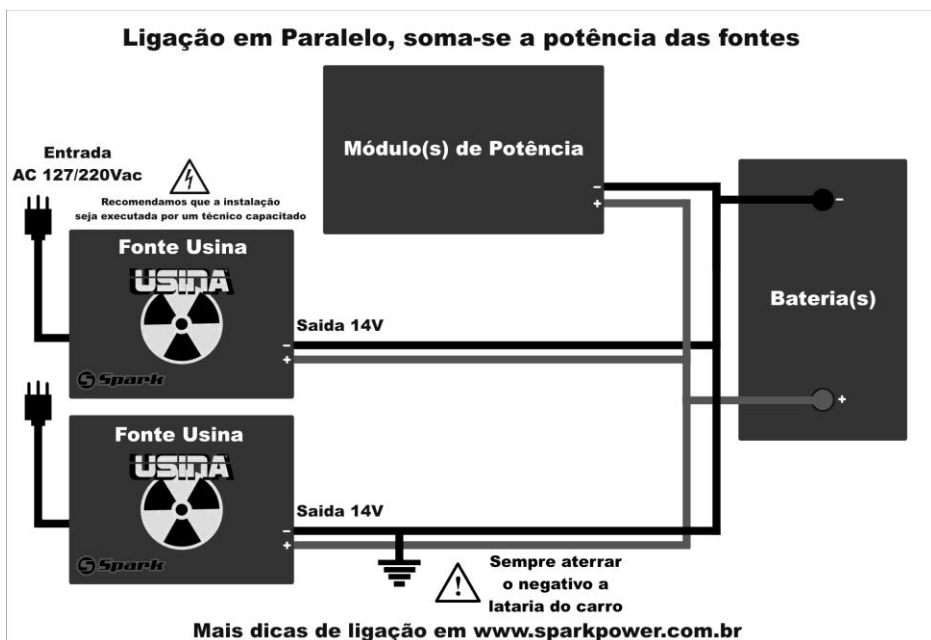 Ligação em Paralelo, soma-se a potência das fontes
Módulo(s) de Potência
-
+
Entrada
AC 127/220Vac
Recomendamos que a instalação
seja executada por um técnico capacitado
Fonte Usina
USINA
Spark
Saida 14V
-
+
Bateria(s)
-
+
Fonte Usina
USINA
Spark
Saida 14V
-
+
Sempre aterrar
o negativo a
lataria do carro
Mais dicas de ligação em www.sparkpower.com.br